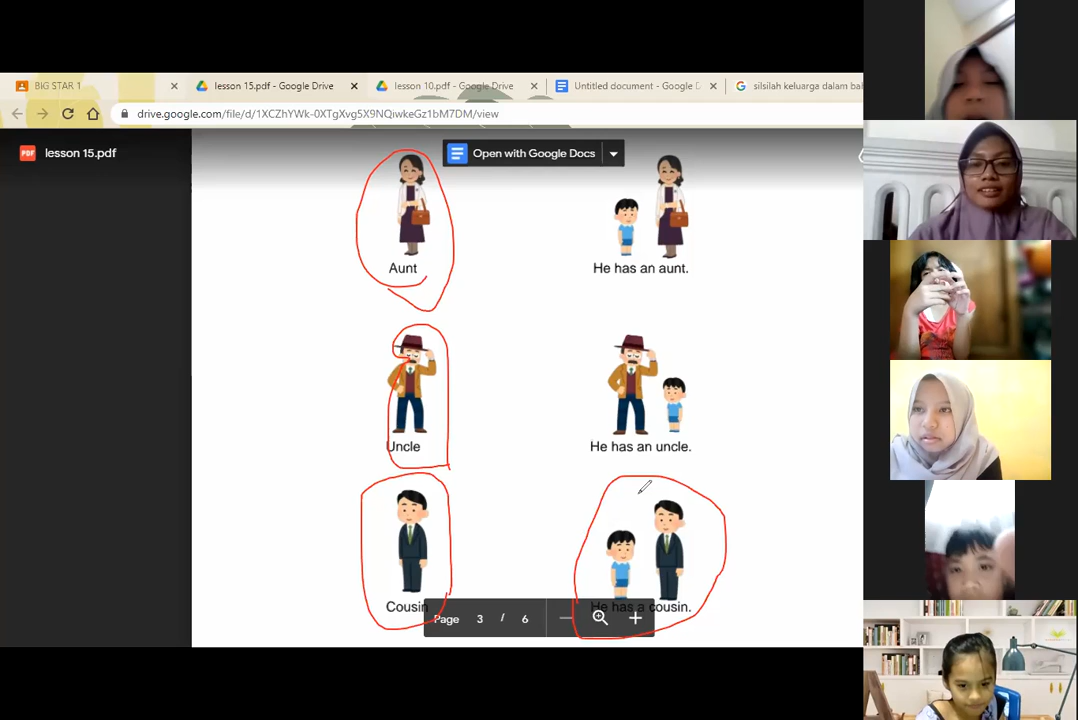 BIG STAR 1
lesson 15.pdf - Google Drive
lesson 10.pdf - Google Drive
Untitled document - Google D
silsilah keluarga dalam bah
drive.google.com/file/d/1XCZhYWk-0XTgXvg5X9NQiwkeGz1bM7DM/view
PDF
lesson 15.pdf
Open with Google Docs
Aunt
He has an aunt.
Uncle
He has an uncle.
Cousin
He has a cousin.
Page 3 / 6